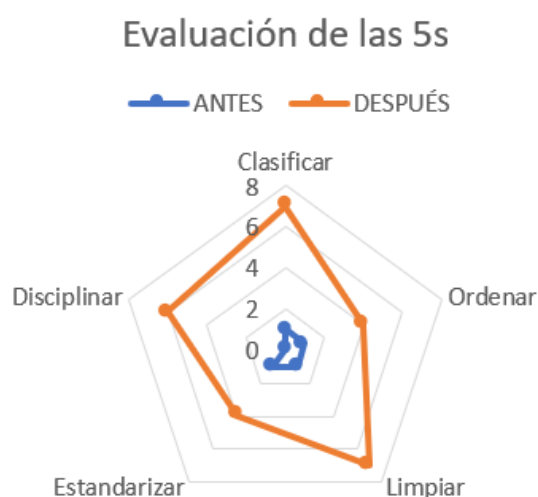 Evaluación de las 5s
ANTES DESPUÉS
Clasificar
8
6
4
2
0
Disciplinar
Ordenar
Estandarizar
Limpiar